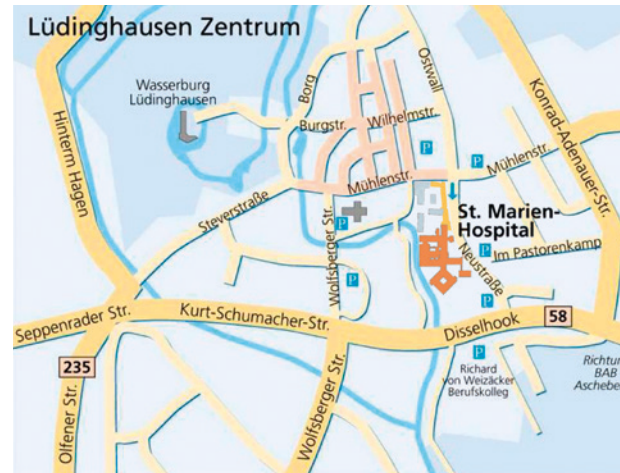 Lüdinghausen Zentrum
Wasserburg
Lüdinghausen
Borg
Ostwall
Konrad-Adenauer-Str.
Hinterm Hagen
Burgstr.
Wilhelmstr.
P
P
Mühlenstr.
Mühlenstr.
Steverstraße
Wolfsberger Str.
P
St. Marien-
Hospital
P
Im Pastorenkamp
Neustraße
P
P
Seppenrader Str.
Kurt-Schumacher-Str.
Disselhook
58
235
Olfener Str.
Wolfsberger Str.
P
Richard
von Weizäcker
Berufskolleg
BAB